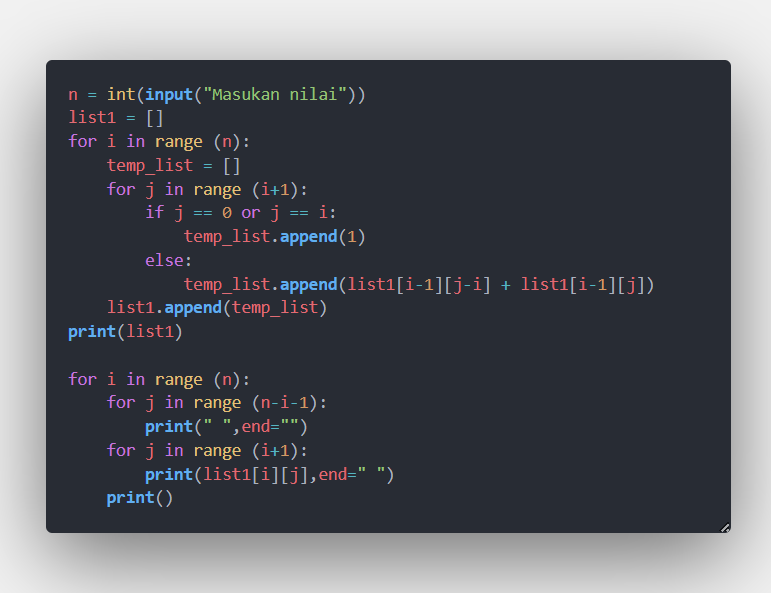 n = int(input("Masukan nilai"))
list1 = []
for i in range (n):
    temp_list = []
    for j in range (i+1):
        if j == 0 or j == i:
            temp_list.append(1)
        else:
            temp_list.append(list1[i-1][j-i] + list1[i-1][j])
    list1.append(temp_list)
print(list1)

for i in range (n):
    for j in range (n-i-1):
        print(" ",end="")
    for j in range (i+1):
        print(list1[i][j],end=" ")
    print()